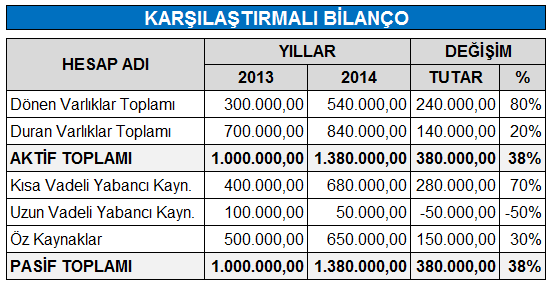 KARŞILAŞTIRMALI BİLANÇO
HESAP ADI YILLAR DEĞİŞİM
2013 2014 TUTAR %
Dönen Varlıklar Toplamı 300.000,00 540.000,00 240.000,00 80%
Duran Varlıklar Toplamı 700.000,00 840.000,00 140.000,00 20%
AKTİF TOPLAMI 1.000.000,00 1.380.000,00 380.000,00 38%
Kısa Vadeli Yabancı Kayn. 400.000,00 680.000,00 280.000,00 70%
Uzun Vadeli Yabancı Kayn. 100.000,00 50.000,00 -50.000,00 -50%
Öz Kaynaklar 500.000,00 650.000,00 150.000,00 30%
PASİF TOPLAMI 1.000.000,00 1.380.000,00 380.000,00 38%